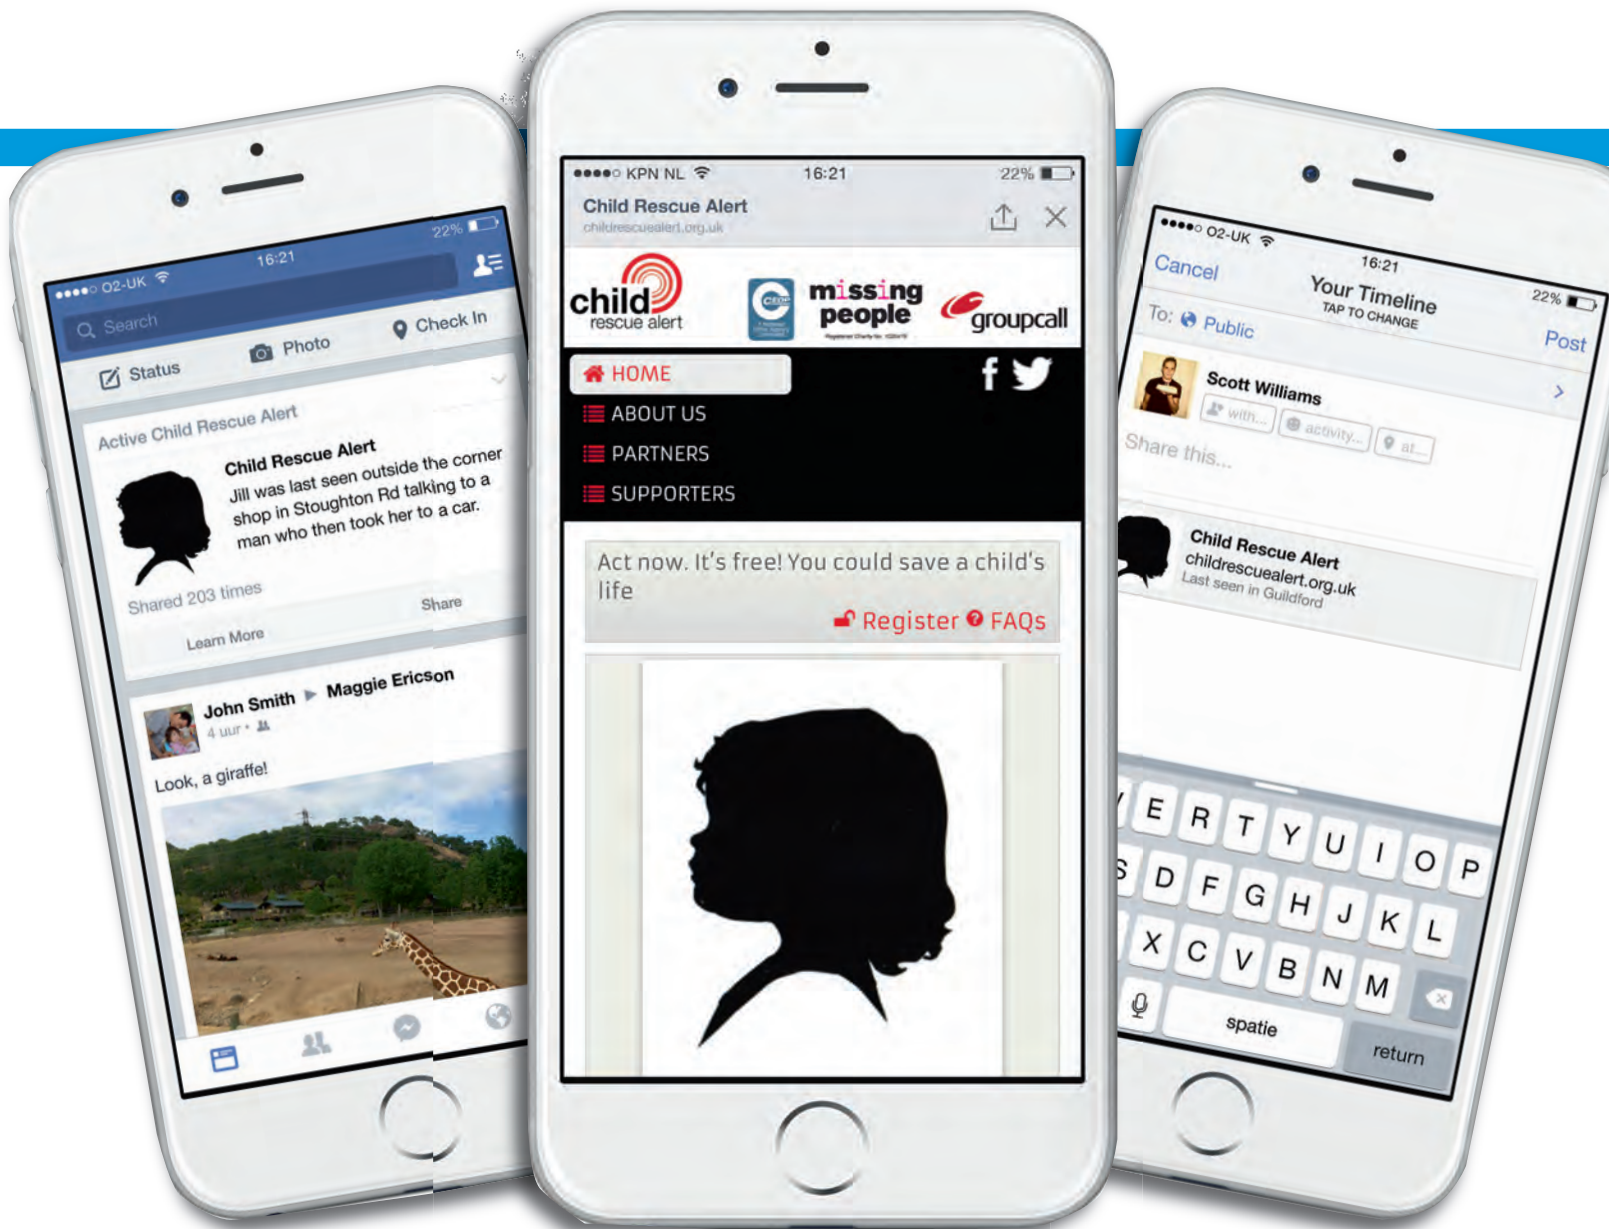 O2-UK
16:21
22%
Search
Status
Photo
Check In
Active Child Rescue Alert
Child Rescue Alert
Jill was last seen outside the corner
shop in Stoughton Rd talking to a
man who then took her to a car.
Shared 203 times
Learn More
Share
John Smith ▶ Maggie Ericson
4 uur
Look, a giraffe!
KPN NL
16:21
22%
Child Rescue Alert
childrescuealert.org.uk
child
rescue alert
CEOP
missing
people
groupcall
HOME
ABOUT US
PARTNERS
SUPPORTERS
Act now. It's free! You could save a child's
life
Register
FAQs
O2-UK
16:21
22%
Cancel
Your Timeline
TAP TO CHANGE
Post
To: Public
Scott Williams
with...
activity...
at...
Share this...
Child Rescue Alert
childrescuealert.org.uk
Last seen in Guildford
E R T Y U I O P
S D F G H J K L
X C V B N M
spatie
return